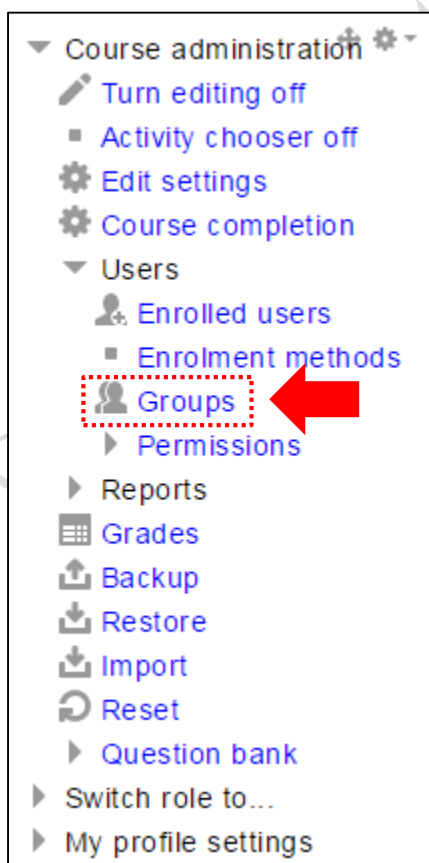 Course administration
Turn editing off
Activity chooser off
Edit settings
Course completion
Users
Enrolled users
Enrolment methods
Groups
Permissions
Reports
Grades
Backup
Restore
Import
Reset
Question bank
Switch role to...
My profile settings